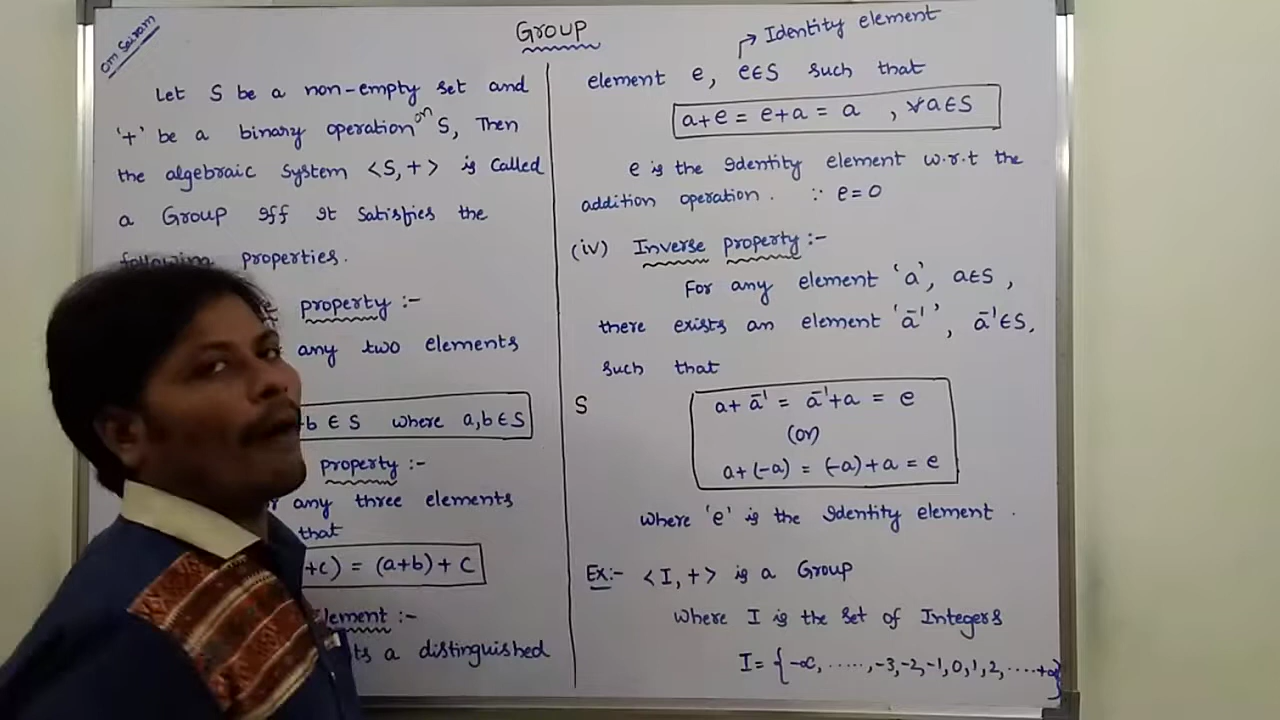 om Sairam
Group
Let S be a non-empty set and
'+' be a binary operation on S, Then
the algebraic System <S, +> is called
a Group iff It Satisfies the
following properties.
property :-
any two elements
b ∈ S where a,b ∈ S
property :-
any three elements
that
+c) = (a+b) + c
Element :-
a distinguished
→ Identity element
element e, e∈S such that
a+e = e+a = a , ∀a∈S
e is the Identity element w.r.t the
addition operation. ∵ e=0
(iv) Inverse property :-
For any element 'a', a∈S,
there exists an element 'a⁻¹', a⁻¹∈S,
such that
S
a + a⁻¹ = a⁻¹ + a = e
(or)
a+(-a) = (-a)+a = e
where 'e' is the Identity element.
Ex:- <I, +> is a Group
where I is the set of Integers
I = {-∞, ....., -3, -2, -1, 0, 1, 2, .....+∞}